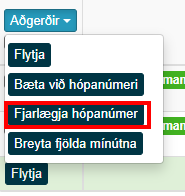 Aðgerðir
Flytja
Bæta við hópanúmeri
Fjarlægja hópanúmer
Breyta fjölda mínútna
Flytja